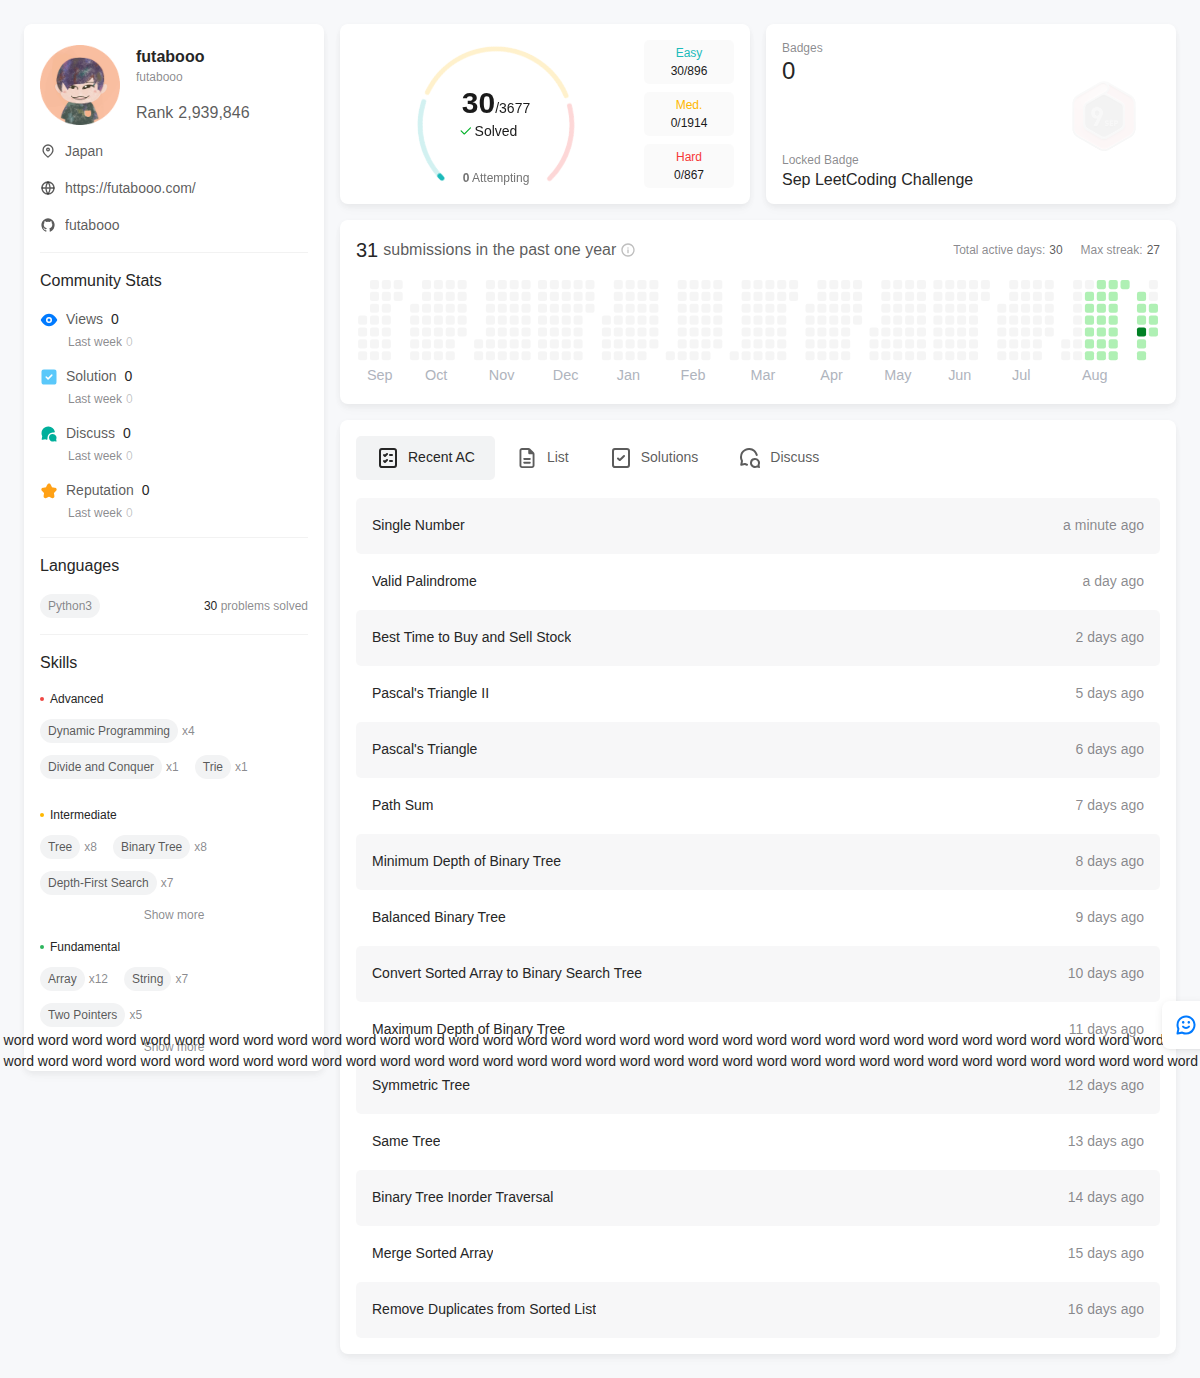 futabooo
futabooo
Rank 2,939,846
Japan
https://futabooo.com/
futabooo
Community Stats
Views 0
Last week 0
Solution 0
Last week 0
Discuss 0
Last week 0
Reputation 0
Last week 0
Languages
Python3 30 problems solved
Skills
Advanced
Dynamic Programming x4
Divide and Conquer x1 Trie x1
Intermediate
Tree x8 Binary Tree x8
Depth-First Search x7
Show more
Fundamental
Array x12 String x7
Two Pointers x5
Show more
30/3677
Solved
0 Attempting
Easy
30/896
Med.
0/1914
Hard
0/867
Badges
0
Locked Badge
Sep LeetCoding Challenge
31 submissions in the past one year
Total active days: 30 Max streak: 27
Sep Oct Nov Dec Jan Feb Mar Apr May Jun Jul Aug
Recent AC List Solutions Discuss
Single Number a minute ago
Valid Palindrome a day ago
Best Time to Buy and Sell Stock 2 days ago
Pascal's Triangle II 5 days ago
Pascal's Triangle 6 days ago
Path Sum 7 days ago
Minimum Depth of Binary Tree 8 days ago
Balanced Binary Tree 9 days ago
Convert Sorted Array to Binary Search Tree 10 days ago
Maximum Depth of Binary Tree 11 days ago
word word word word word word word word word word word word word word word word word word word word word word word word word word word word word word word word word word
word word word word word word word word word word word word word word word word word word word word word word word word word word word word word word word word word word word
Symmetric Tree 12 days ago
Same Tree 13 days ago
Binary Tree Inorder Traversal 14 days ago
Merge Sorted Array 15 days ago
Remove Duplicates from Sorted List 16 days ago